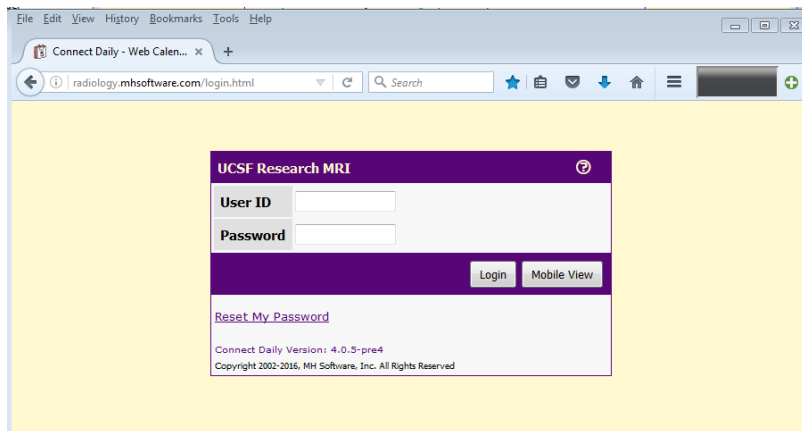 File Edit View History Bookmarks Tools Help
Connect Daily - Web Calen... × +
radiology.mhsoftware.com/login.html Search
UCSF Research MRI ?
User ID
Password
Login Mobile View
Reset My Password
Connect Daily Version: 4.0.5-pre4
Copyright 2002-2016, MH Software, Inc. All Rights Reserved